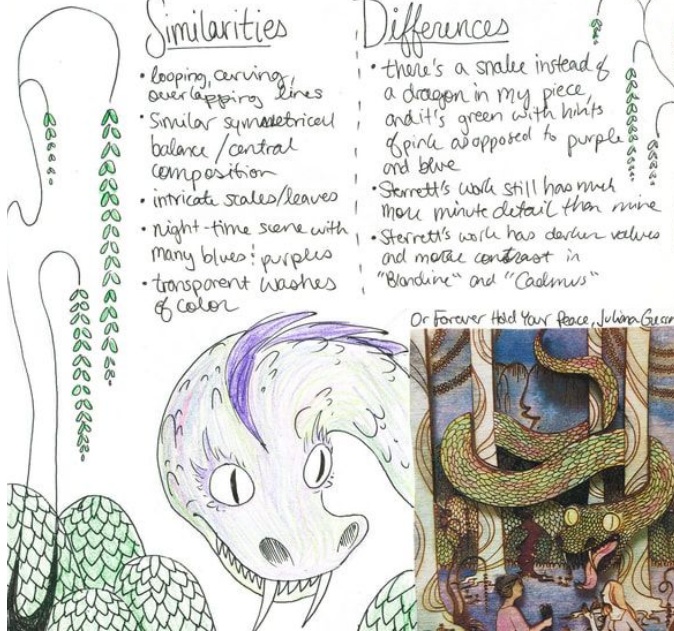 Similarities
• looping, curving,
overlapping lines
• Similar symmetrical
balance / central
composition
• intricate scales/leaves
• night-time scene with
many blues & purples
• transparent washes
of color
Differences
• there's a snake instead of
a dragon in my piece,
and it's green with hints
of pink as opposed to purple
and blue
• Sterrett's work still has much
more minute detail than mine
• Sterrett's work has darker values
and more contrast in
"Blondine" and "Cadmus"
Or Forever Hold Your Peace, Juliana